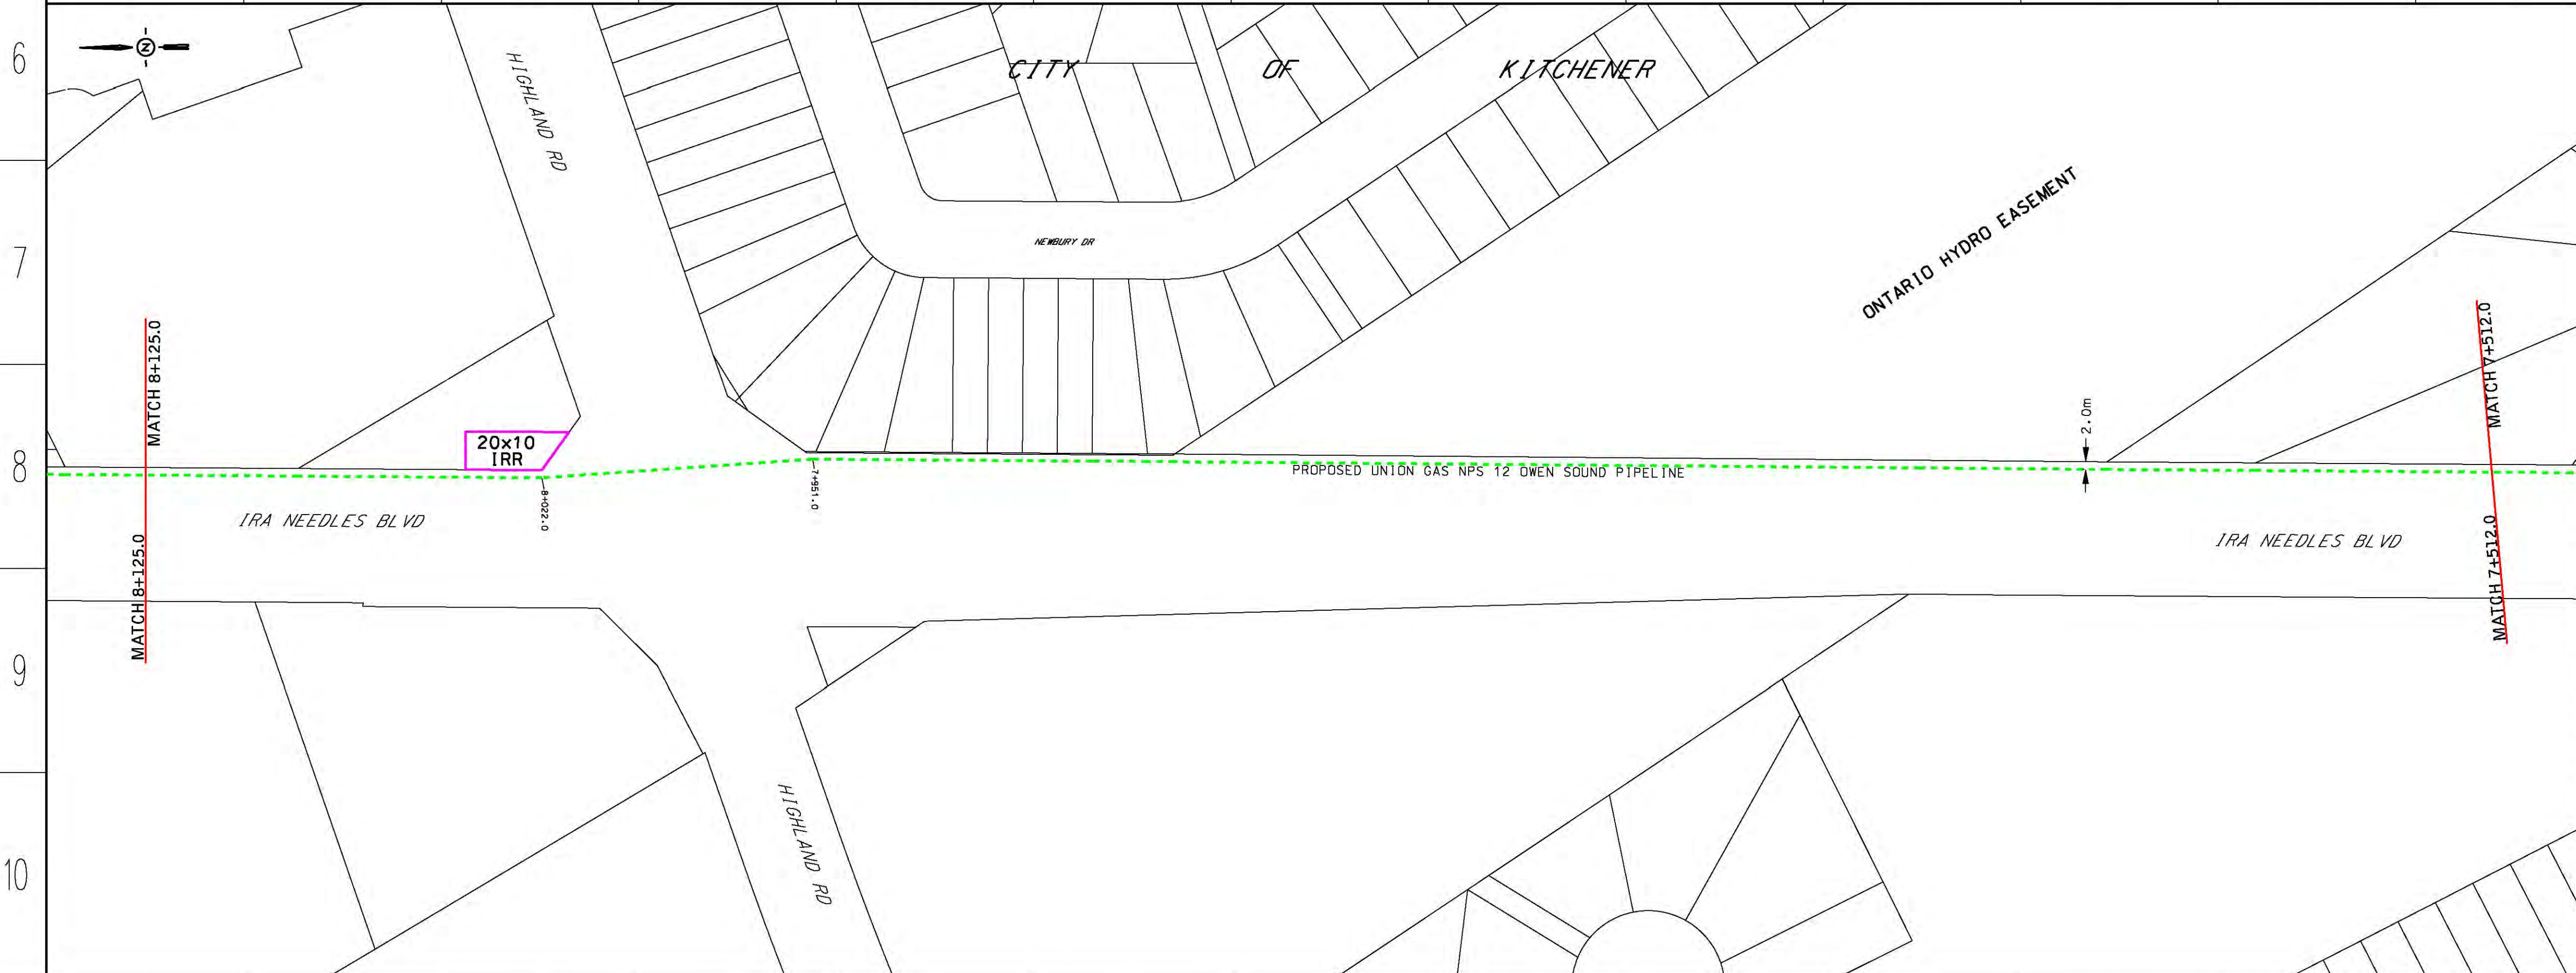 6
7
8
9
10
N
HIGHLAND RD
CITY OF KITCHENER
NEWBURY DR
ONTARIO HYDRO EASEMENT
MATCH 8+125.0
MATCH 7+512.0
2.0m
20x10
IRR
PROPOSED UNION GAS NPS 12 OWEN SOUND PIPELINE
8+022.0
7+951.0
IRA NEEDLES BLVD
IRA NEEDLES BLVD
MATCH 8+125.0
MATCH 7+512.0
HIGHLAND RD